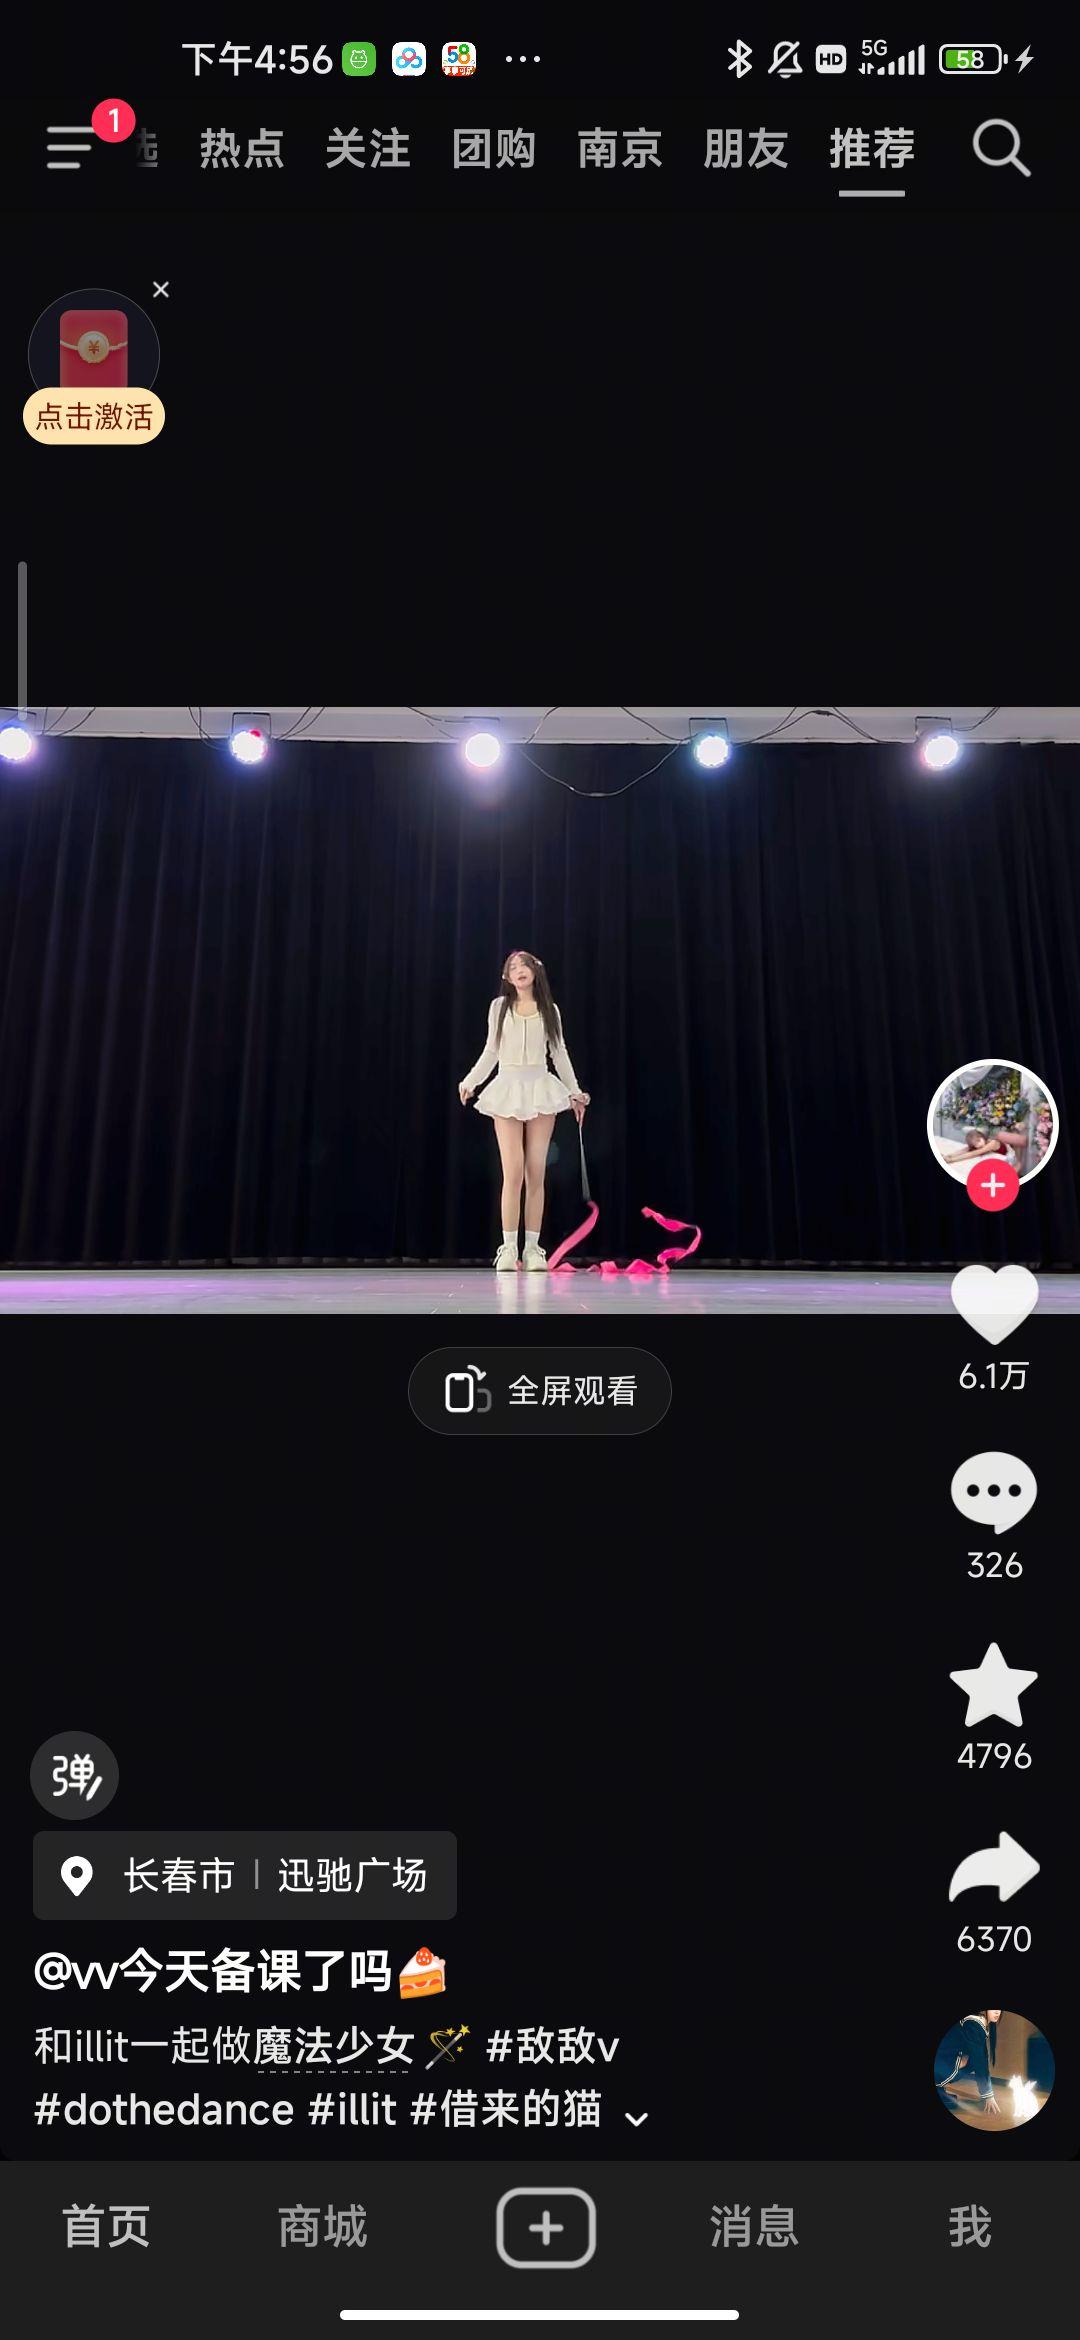 下午4:56
58
HD
5G
58
1
选 热点 关注 团购 南京 朋友 推荐
点击激活
全屏观看
6.1万
326
4796
6370
弹
长春市 | 迅驰广场
@vv今天备课了吗🍰
和illit一起做魔法少女🪄 #敌敌v
#dothedance #illit #借来的猫
首页 商城 消息 我